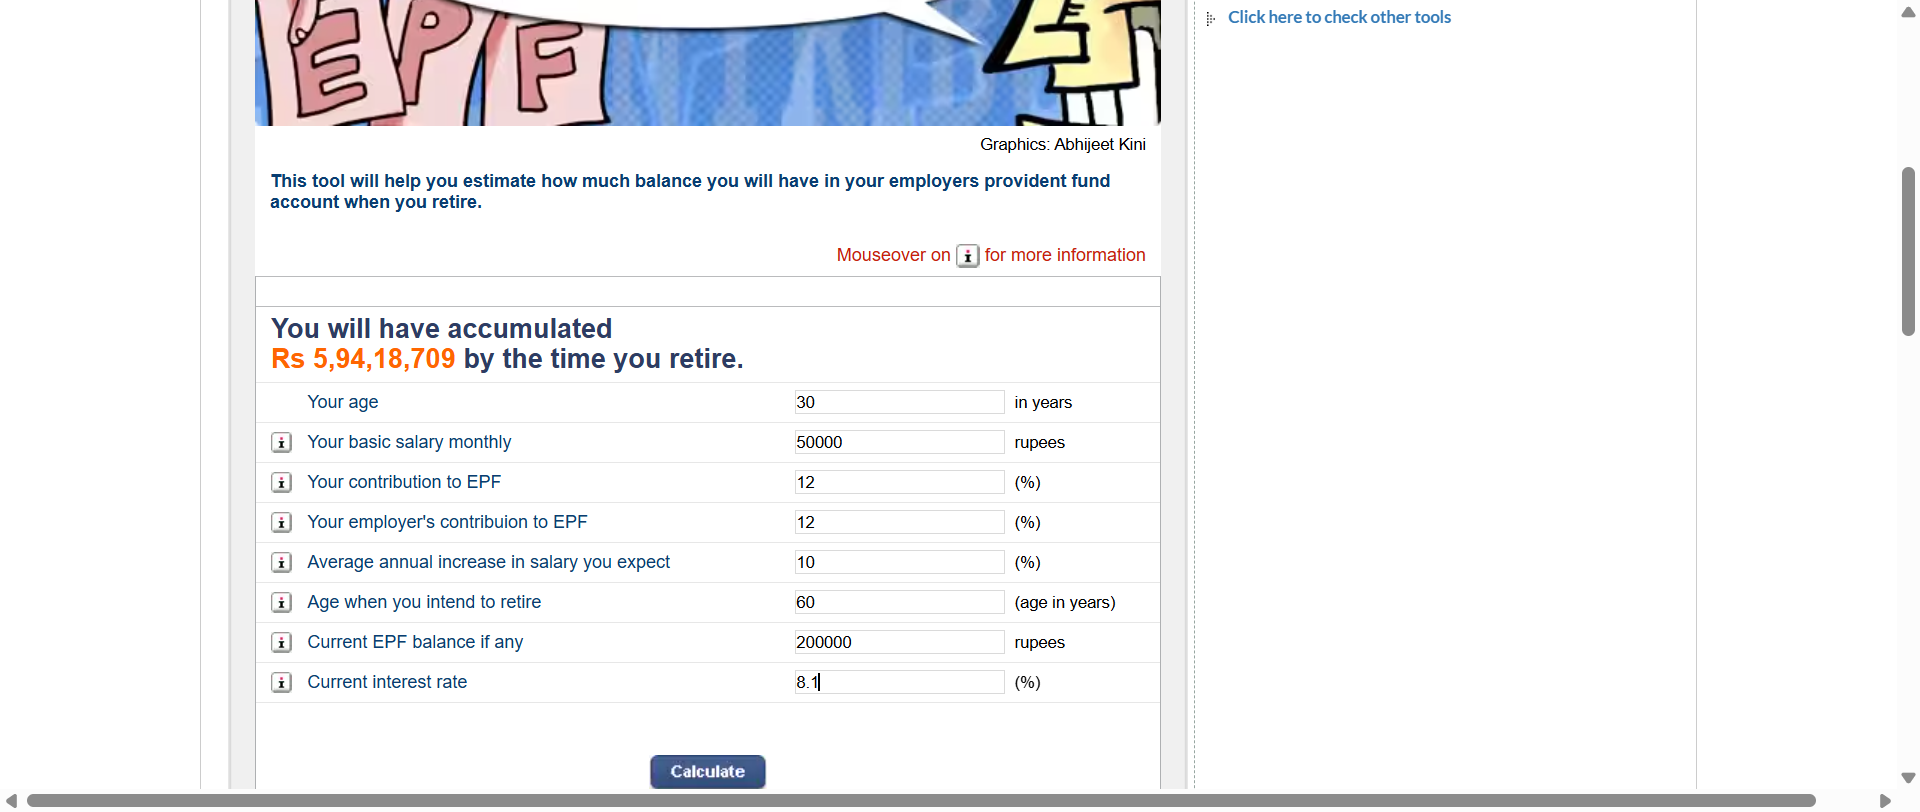 EPF
Click here to check other tools
Graphics: Abhijeet Kini
This tool will help you estimate how much balance you will have in your employers provident fund
account when you retire.
Mouseover on i for more information
You will have accumulated
Rs 5,94,18,709 by the time you retire.
Your age 30 in years
i Your basic salary monthly 50000 rupees
i Your contribution to EPF 12 (%)
i Your employer's contribuion to EPF 12 (%)
i Average annual increase in salary you expect 10 (%)
i Age when you intend to retire 60 (age in years)
i Current EPF balance if any 200000 rupees
i Current interest rate 8.1 (%)
Calculate